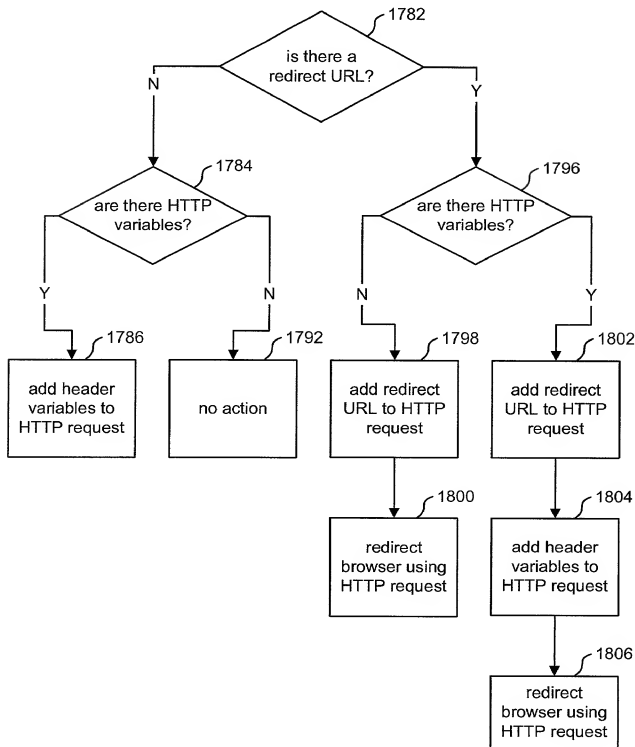 1782
is there a
redirect URL?
N
Y
1784
are there HTTP
variables?
1796
are there HTTP
variables?
Y
N
N
Y
1786
add header
variables to
HTTP request
1792
no action
1798
add redirect
URL to HTTP
request
1802
add redirect
URL to HTTP
request
1800
redirect
browser using
HTTP request
1804
add header
variables to
HTTP request
1806
redirect
browser using
HTTP request